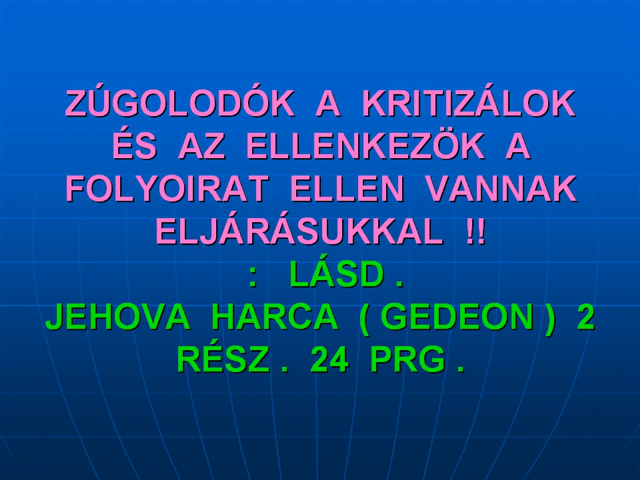 ZÚGOLODÓK A KRITIZÁLOK
ÉS AZ ELLENKEZÖK A
FOLYOIRAT ELLEN VANNAK
ELJÁRÁSUKKAL !!
: LÁSD .
JEHOVA HARCA ( GEDEON ) 2
RÉSZ . 24 PRG .